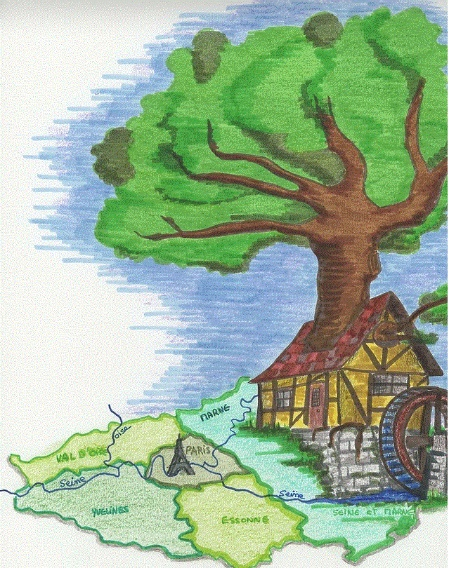 MARNE
Oise
VAL D'OISE
PARIS
Seine
Seine
YVELINES
ESSONNE
SEINE ET MARNE